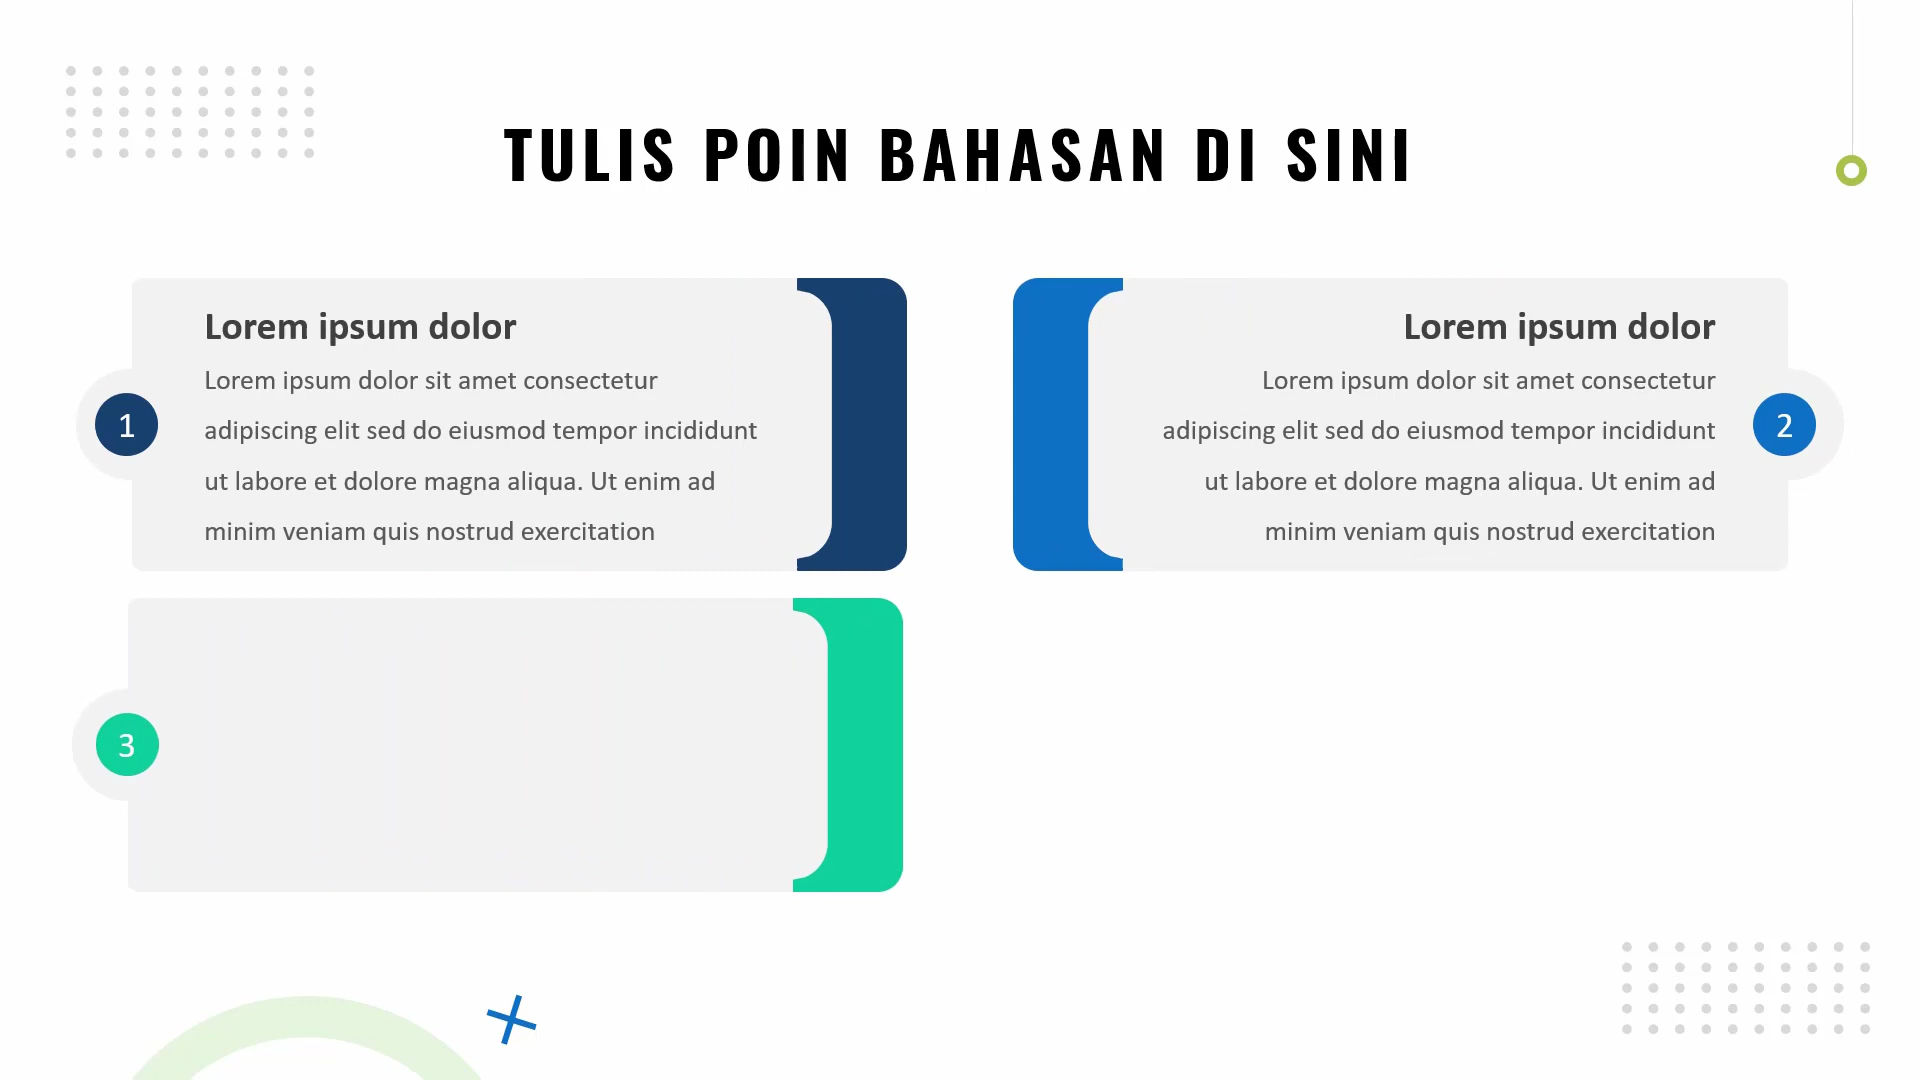 TULIS POIN BAHASAN DI SINI
1
Lorem ipsum dolor
Lorem ipsum dolor sit amet consectetur
adipiscing elit sed do eiusmod tempor incididunt
ut labore et dolore magna aliqua. Ut enim ad
minim veniam quis nostrud exercitation
2
Lorem ipsum dolor
Lorem ipsum dolor sit amet consectetur
adipiscing elit sed do eiusmod tempor incididunt
ut labore et dolore magna aliqua. Ut enim ad
minim veniam quis nostrud exercitation
3